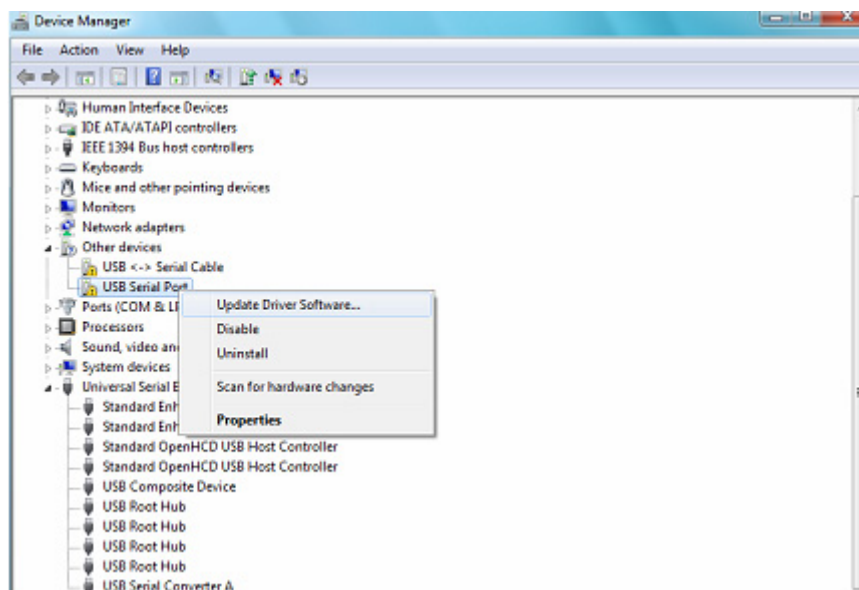 Device Manager
File Action View Help
Human Interface Devices
IDE ATA/ATAPI controllers
IEEE 1394 Bus host controllers
Keyboards
Mice and other pointing devices
Monitors
Network adapters
Other devices
USB <-> Serial Cable
USB Serial Port
Update Driver Software...
Ports (COM & LP
Disable
Processors
Sound, video an
Uninstall
System devices
Universal Serial B
Scan for hardware changes
Standard Enh
Properties
Standard Enh
Standard OpenHCD USB Host Controller
Standard OpenHCD USB Host Controller
USB Composite Device
USB Root Hub
USB Root Hub
USB Root Hub
USB Root Hub
USB Serial Converter A